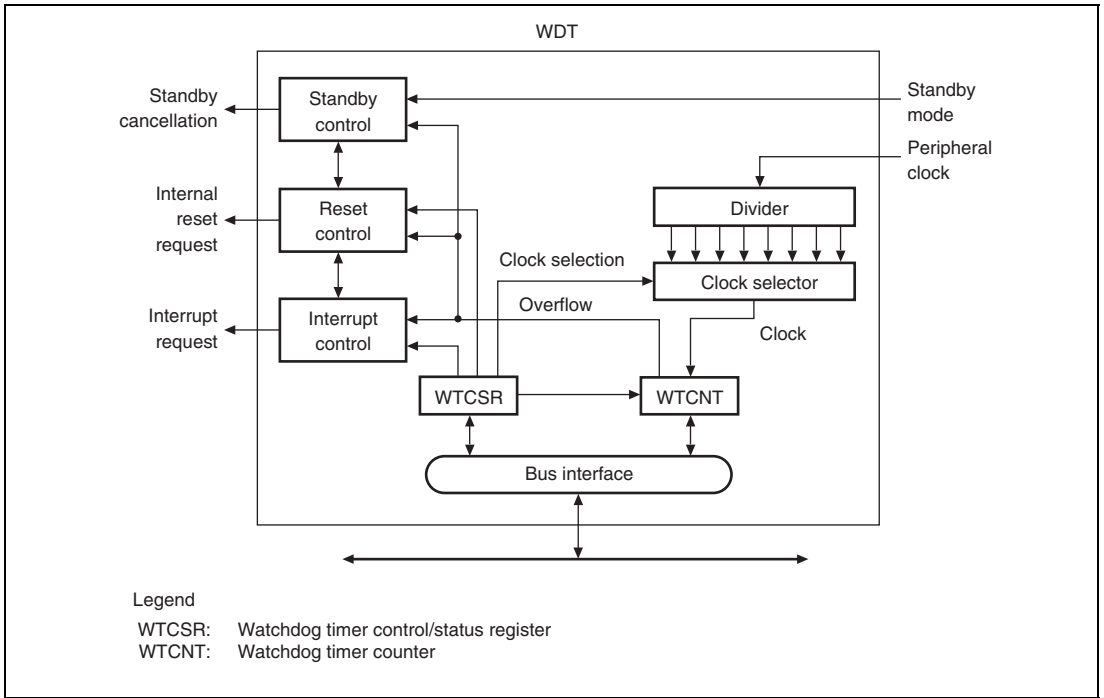 WDT
Standby
cancellation
Standby
control
Standby
mode
Peripheral
clock
Internal
reset
request
Reset
control
Divider
Clock selection
Clock selector
Interrupt
request
Interrupt
control
Overflow
Clock
WTCSR
WTCNT
Bus interface
Legend
WTCSR: Watchdog timer control/status register
WTCNT: Watchdog timer counter